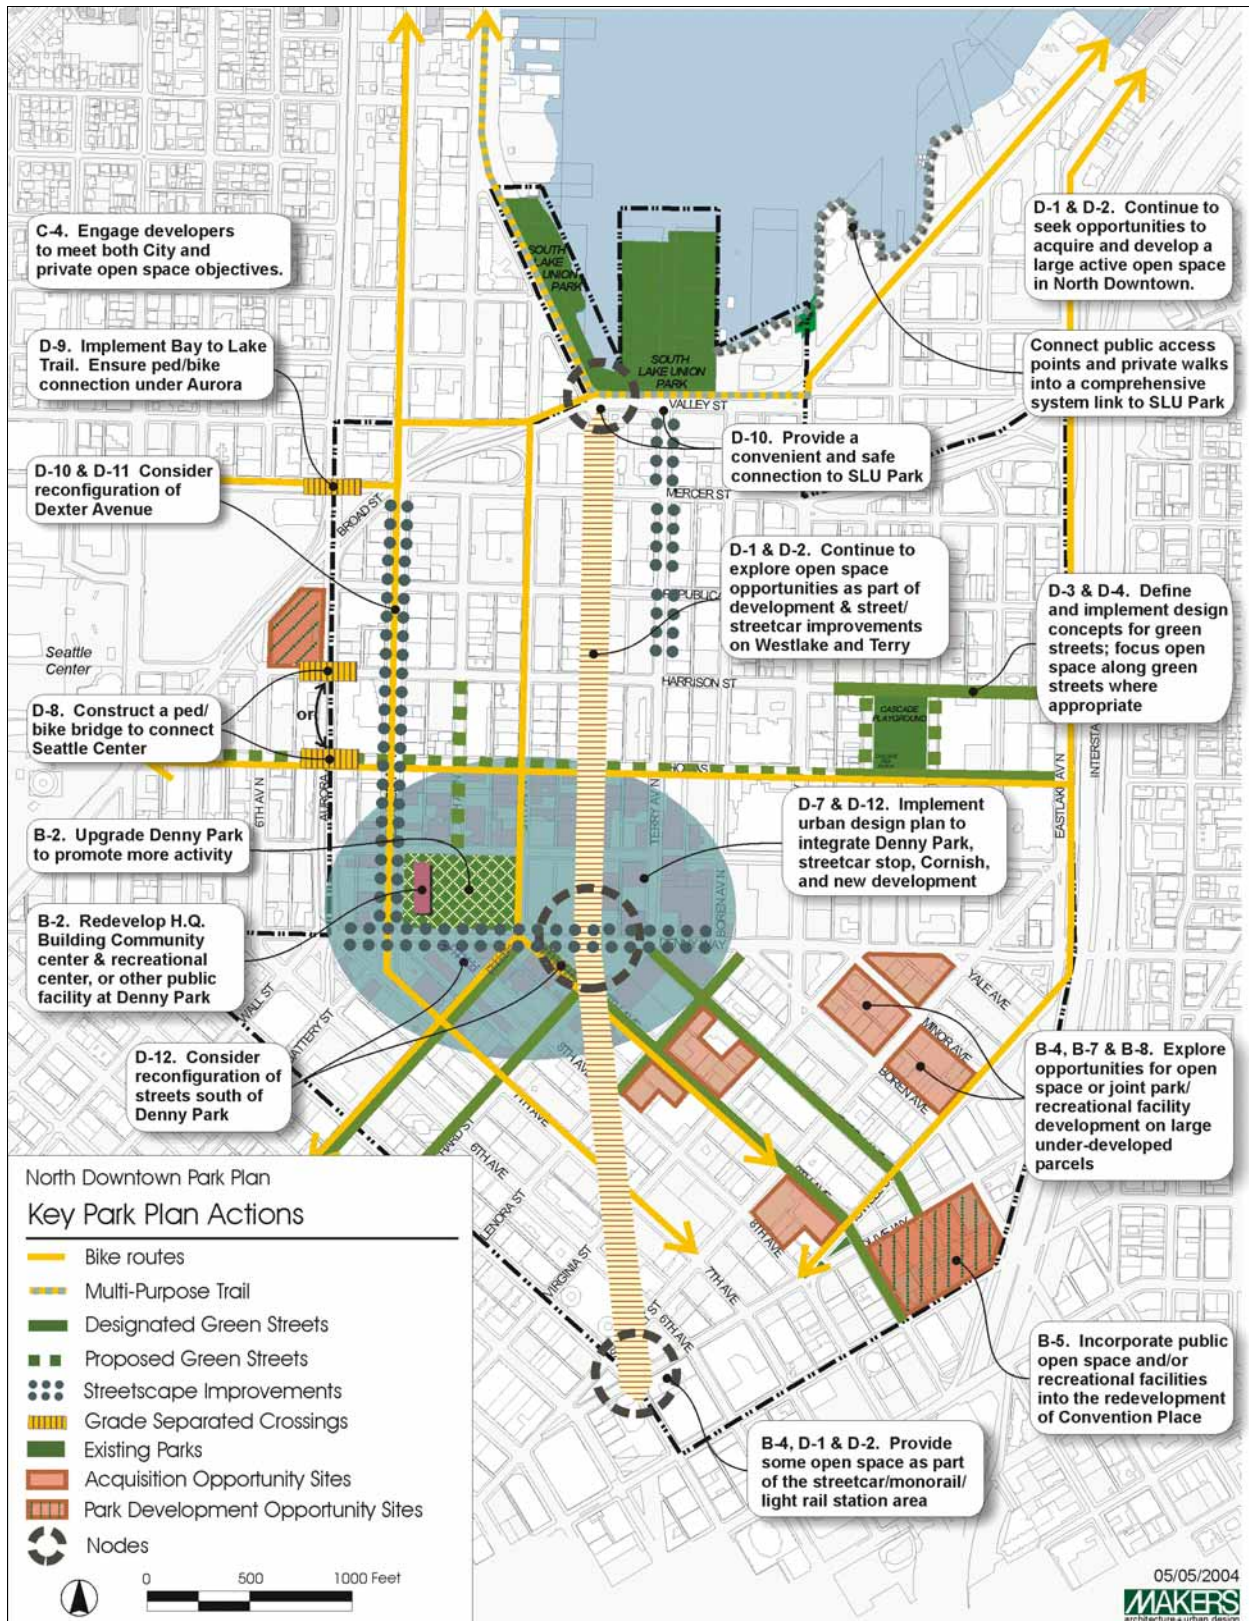 C-4. Engage developers
to meet both City and
private open space objectives.
D-9. Implement Bay to Lake
Trail. Ensure ped/bike
connection under Aurora
D-10 & D-11 Consider
reconfiguration of
Dexter Avenue
Seattle
Center
D-8. Construct a ped/
bike bridge to connect
Seattle Center
or
B-2. Upgrade Denny Park
to promote more activity
B-2. Redevelop H.Q.
Building Community
center & recreational
center, or other public
facility at Denny Park
D-12. Consider
reconfiguration of
streets south of
Denny Park
SOUTH
LAKE
UNION
PARK
SOUTH
LAKE UNION
PARK
VALLEY ST
D-10. Provide a
convenient and safe
connection to SLU Park
MERCER ST
BROAD ST
D-1 & D-2. Continue to
explore open space
opportunities as part of
development & street/
streetcar improvements
on Westlake and Terry
HARRISON ST
D-1 & D-2. Continue to
seek opportunities to
acquire and develop a
large active open space
in North Downtown.
Connect public access
points and private walks
into a comprehensive
system link to SLU Park
D-3 & D-4. Define
and implement design
concepts for green
streets; focus open
space along green
streets where
appropriate
CASCADE
PLAYGROUND
6TH AV N
AURORA
TERRY AV N
BOREN AV N
EASTLAKE AV N
D-7 & D-12. Implement
urban design plan to
integrate Denny Park,
streetcar stop, Cornish,
and new development
WALL ST
YALE AVE
MINOR AVE
BOREN AVE
8TH AVE
7TH AVE
6TH AVE
LENORA ST
VIRGINIA ST
6TH AVE
7TH AVE
8TH AVE
B-4, B-7 & B-8. Explore
opportunities for open
space or joint park/
recreational facility
development on large
under-developed
parcels
B-5. Incorporate public
open space and/or
recreational facilities
into the redevelopment
of Convention Place
B-4, D-1 & D-2. Provide
some open space as part
of the streetcar/monorail/
light rail station area
North Downtown Park Plan
Key Park Plan Actions
Bike routes
Multi-Purpose Trail
Designated Green Streets
Proposed Green Streets
Streetscape Improvements
Grade Separated Crossings
Existing Parks
Acquisition Opportunity Sites
Park Development Opportunity Sites
Nodes
0 500 1000 Feet
05/05/2004
MAKERS
architecture + urban design